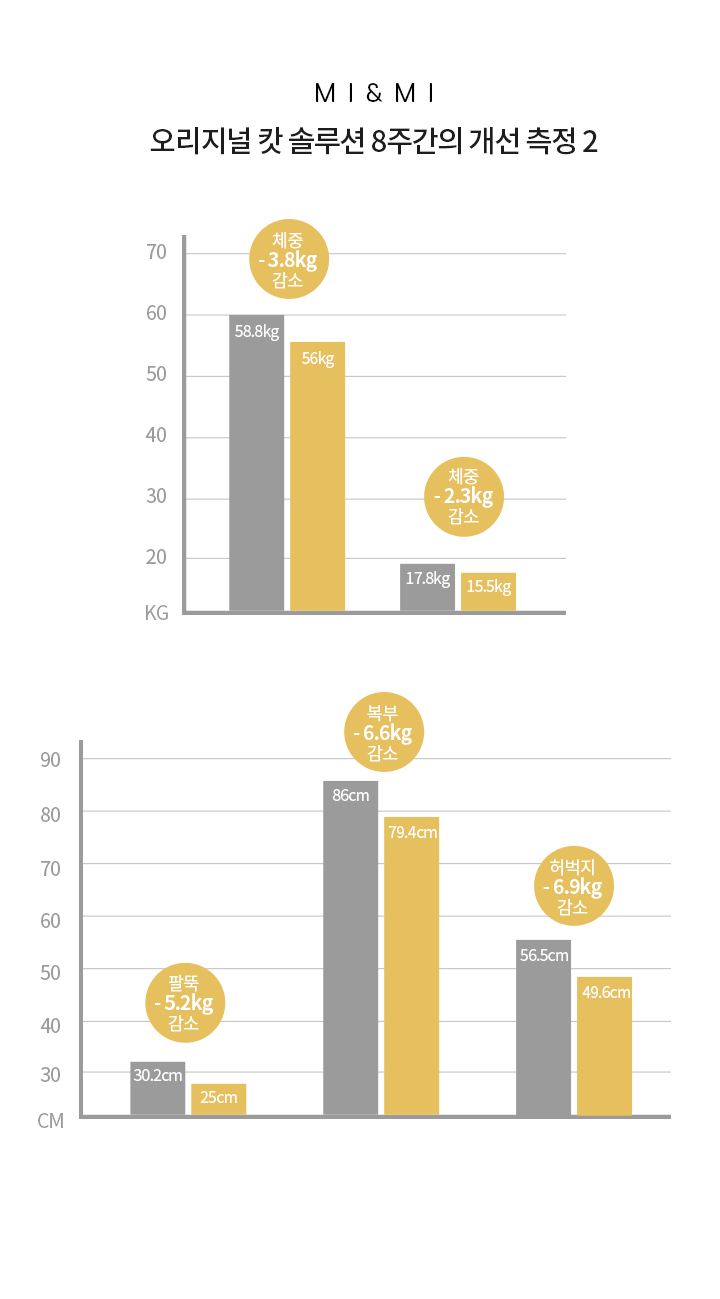 MI&MI
오리지널 캇 솔루션 8주간의 개선 측정 2
체중
- 3.8kg
감소
70
60
50
40
30
20
KG
58.8kg
56kg
체중
- 2.3kg
감소
17.8kg
15.5kg
복부
- 6.6kg
감소
90
80
70
60
50
40
30
CM
86cm
79.4cm
허벅지
- 6.9kg
감소
56.5cm
49.6cm
팔뚝
- 5.2kg
감소
30.2cm
25cm